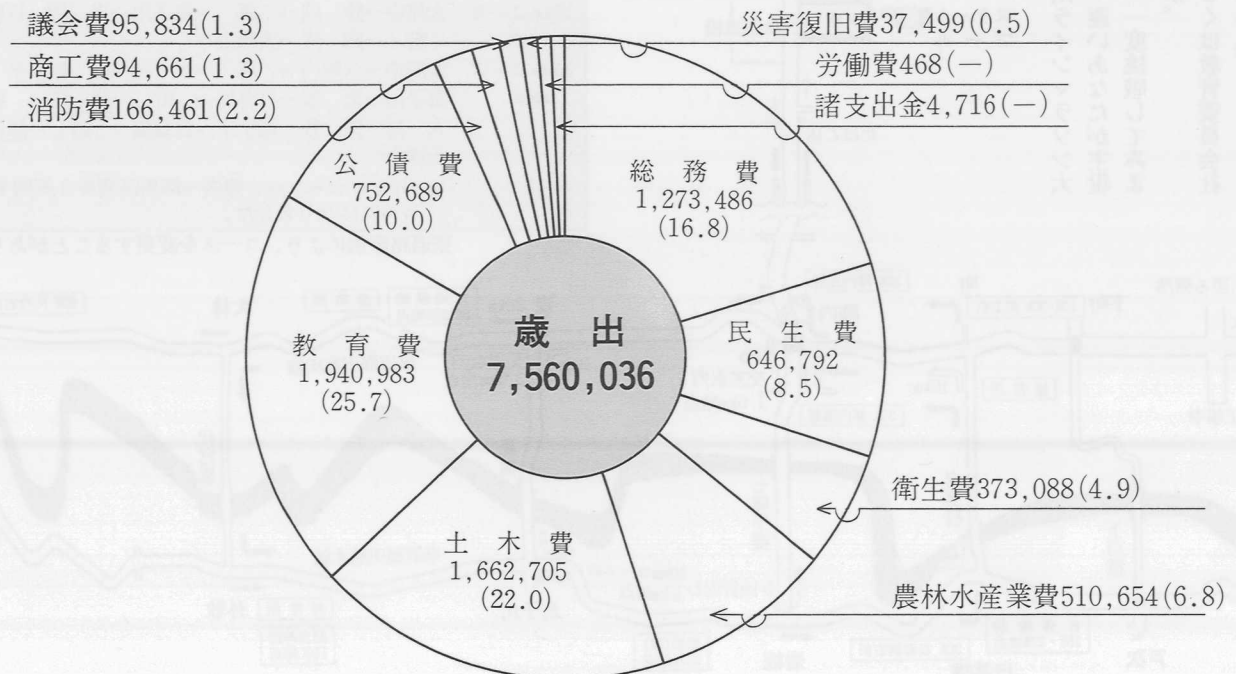 議会費95,834(1.3)
商工費94,661(1.3)
消防費166,461(2.2)
災害復旧費37,499(0.5)
労働費468(—)
諸支出金4,716(—)
公債費
752,689
(10.0)
総務費
1,273,486
(16.8)
教育費
1,940,983
(25.7)
歳出
7,560,036
民生費
646,792
(8.5)
衛生費373,088(4.9)
土木費
1,662,705
(22.0)
農林水産業費510,654(6.8)